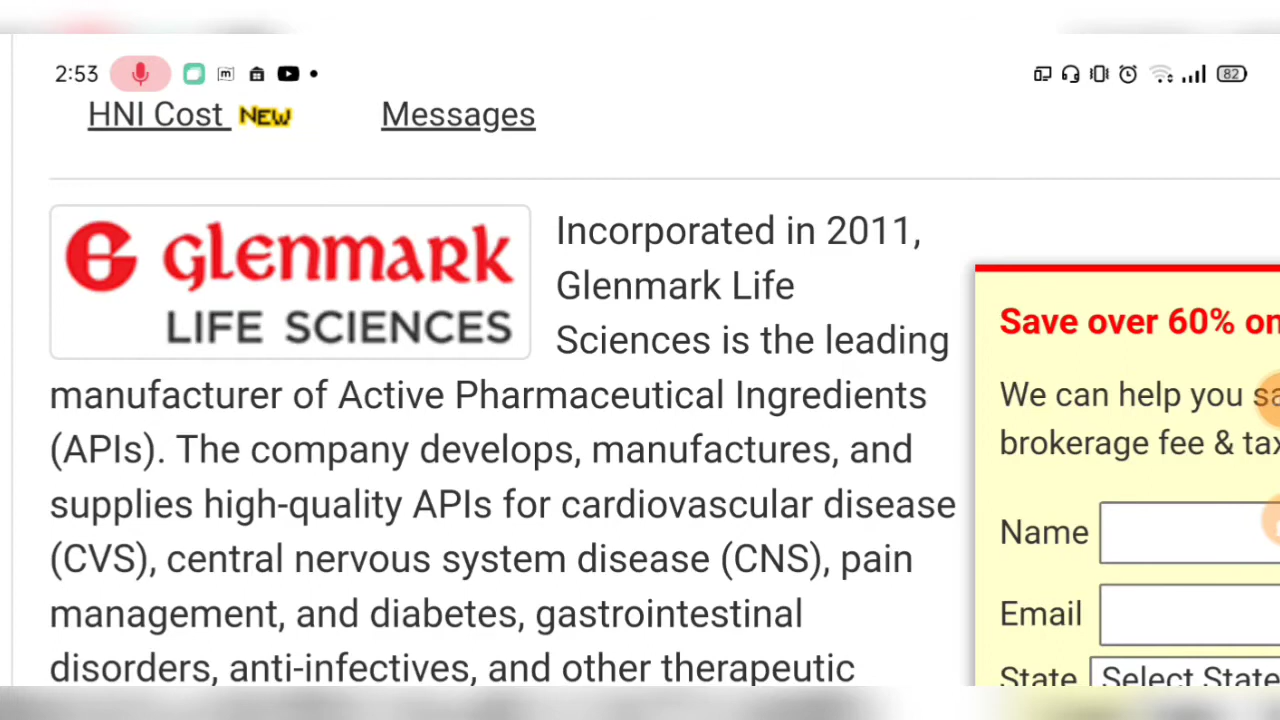 2:53
82
HNI Cost NEW
Messages
Glenmark
LIFE SCIENCES
Incorporated in 2011,
Glenmark Life
Sciences is the leading
manufacturer of Active Pharmaceutical Ingredients
(APIs). The company develops, manufactures, and
supplies high-quality APIs for cardiovascular disease
(CVS), central nervous system disease (CNS), pain
management, and diabetes, gastrointestinal
disorders, anti-infectives, and other therapeutic
Save over 60% on
We can help you sa
brokerage fee & tax
Name
Email
State Select State